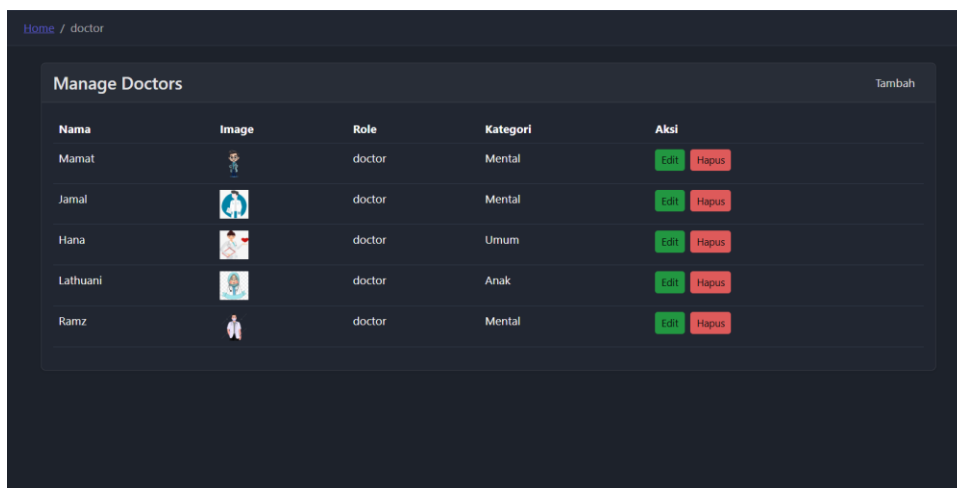 Home / doctor
Manage Doctors Tambah
Nama Image Role Kategori Aksi
Mamat doctor Mental Edit Hapus
Jamal doctor Mental Edit Hapus
Hana doctor Umum Edit Hapus
Lathuani doctor Anak Edit Hapus
Ramz doctor Mental Edit Hapus